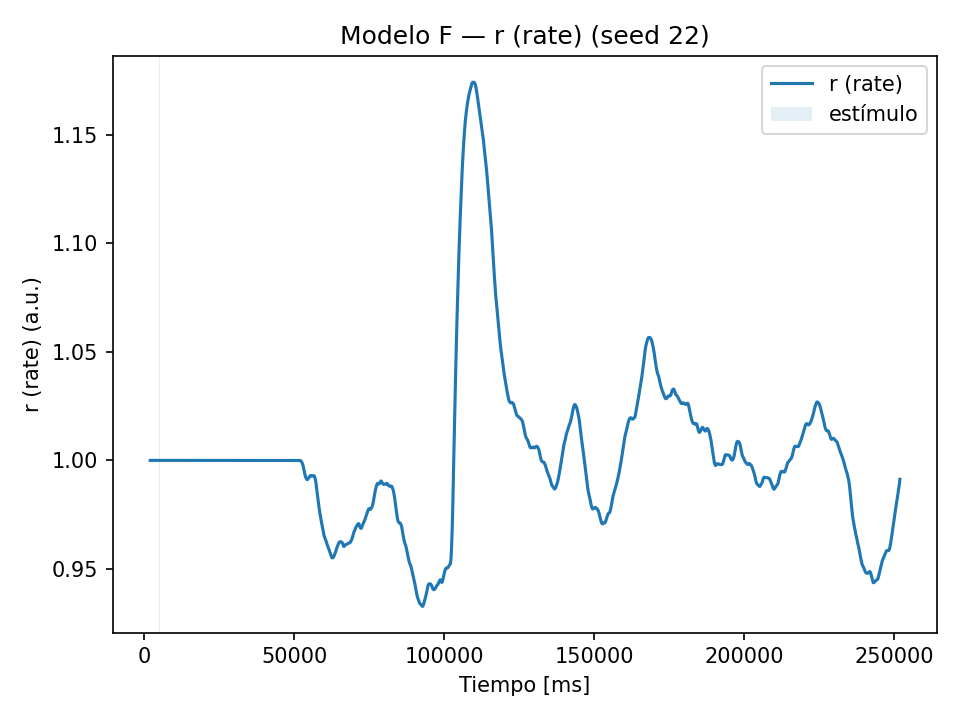 Modelo F — r (rate) (seed 22)
r (rate)
estímulo
r (rate) (a.u.)
1.15
1.10
1.05
1.00
0.95
0
50000
100000
150000
200000
250000
Tiempo [ms]